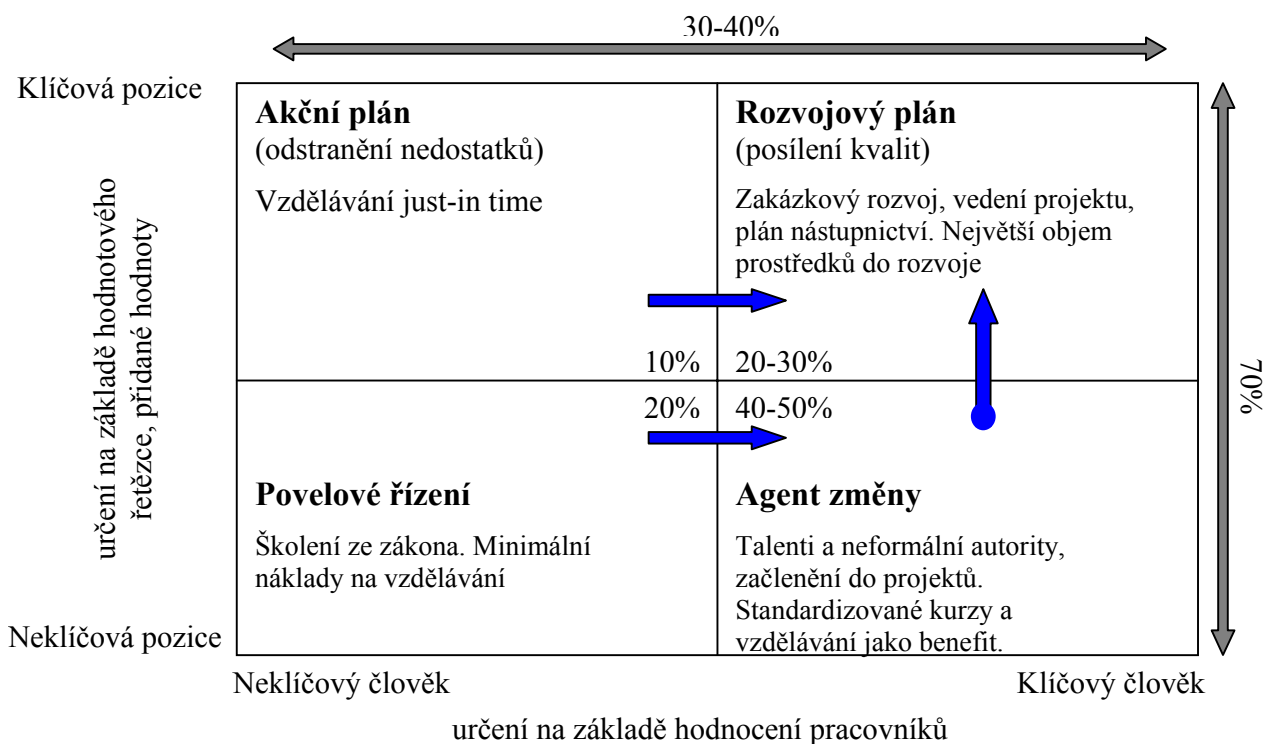 30-40%
Klíčová pozice
Akční plán
(odstranění nedostatků)
Vzdělávání just-in time
Rozvojový plán
(posílení kvalit)
Zakázkový rozvoj, vedení projektu,
plán nástupnictví. Největší objem
prostředků do rozvoje
určení na základě hodnotového
řetězce, přidané hodnoty
70%
10%
20-30%
20%
40-50%
Povelové řízení
Školení ze zákona. Minimální
náklady na vzdělávání
Agent změny
Talenti a neformální autority,
začlenění do projektů.
Standardizované kurzy a
vzdělávání jako benefit.
Neklíčová pozice
Neklíčový člověk
Klíčový člověk
určení na základě hodnocení pracovníků